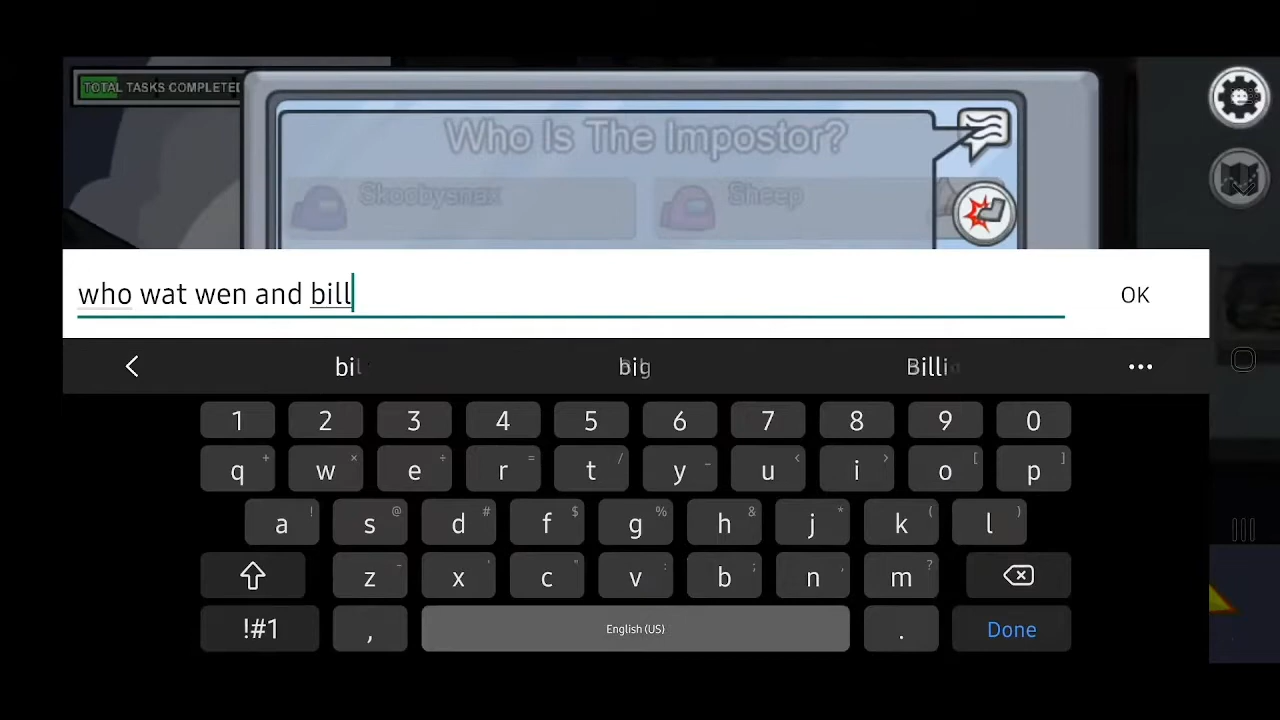 TOTAL TASKS COMPLETED
Who Is The Impostor?
Skoobysnax Sheep
who wat wen and bill
OK
big Billi
1 2 3 4 5 6 7 8 9 0
+ × ÷ = / _ < > [ ]
q w e r t y u i o p
! @ # $ % & * ( )
a s d f g h j k l
- ' " : ; , ?
z x c v b n m
!#1 , English (US) . Done